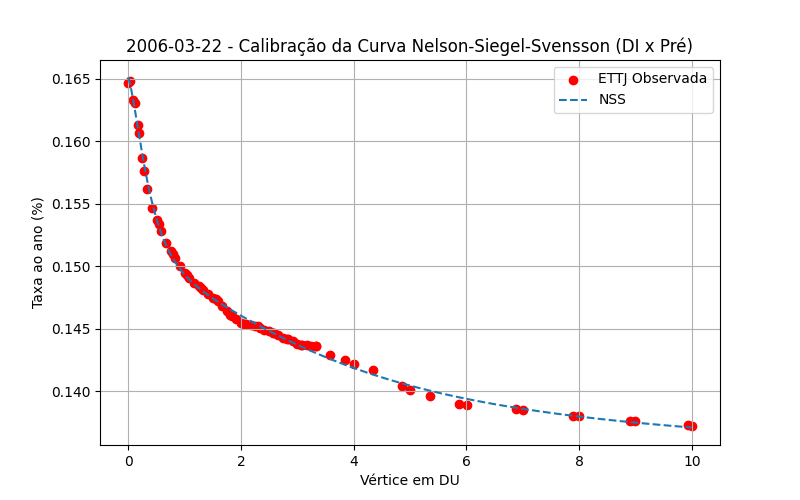 2006-03-22 - Calibração da Curva Nelson-Siegel-Svensson (DI x Pré)
ETTJ Observada
NSS
Taxa ao ano (%)
0.165
0.160
0.155
0.150
0.145
0.140
0 2 4 6 8 10
Vértice em DU